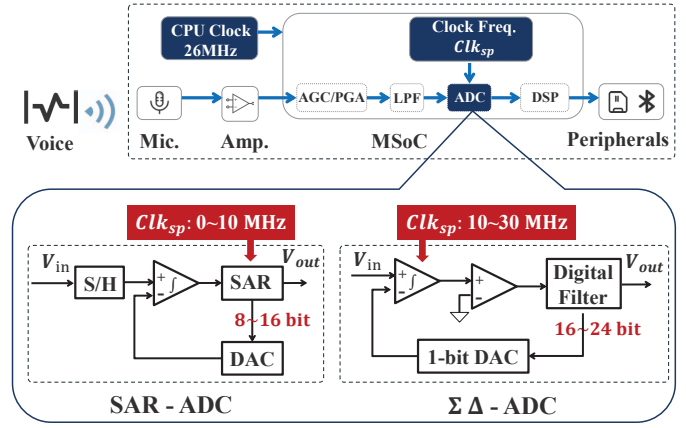 CPU Clock
26MHz
Clock Freq.
Clk_sp
Voice
Mic.
Amp.
AGC/PGA
LPF
ADC
DSP
MSoC
Peripherals
Clk_sp: 0~10 MHz
V_in
S/H
+
-
∫
SAR
V_out
8~16 bit
DAC
SAR - ADC
Clk_sp: 10~30 MHz
V_in
+
-
∫
+
-
Digital
Filter
V_out
16~24 bit
1-bit DAC
Σ Δ - ADC